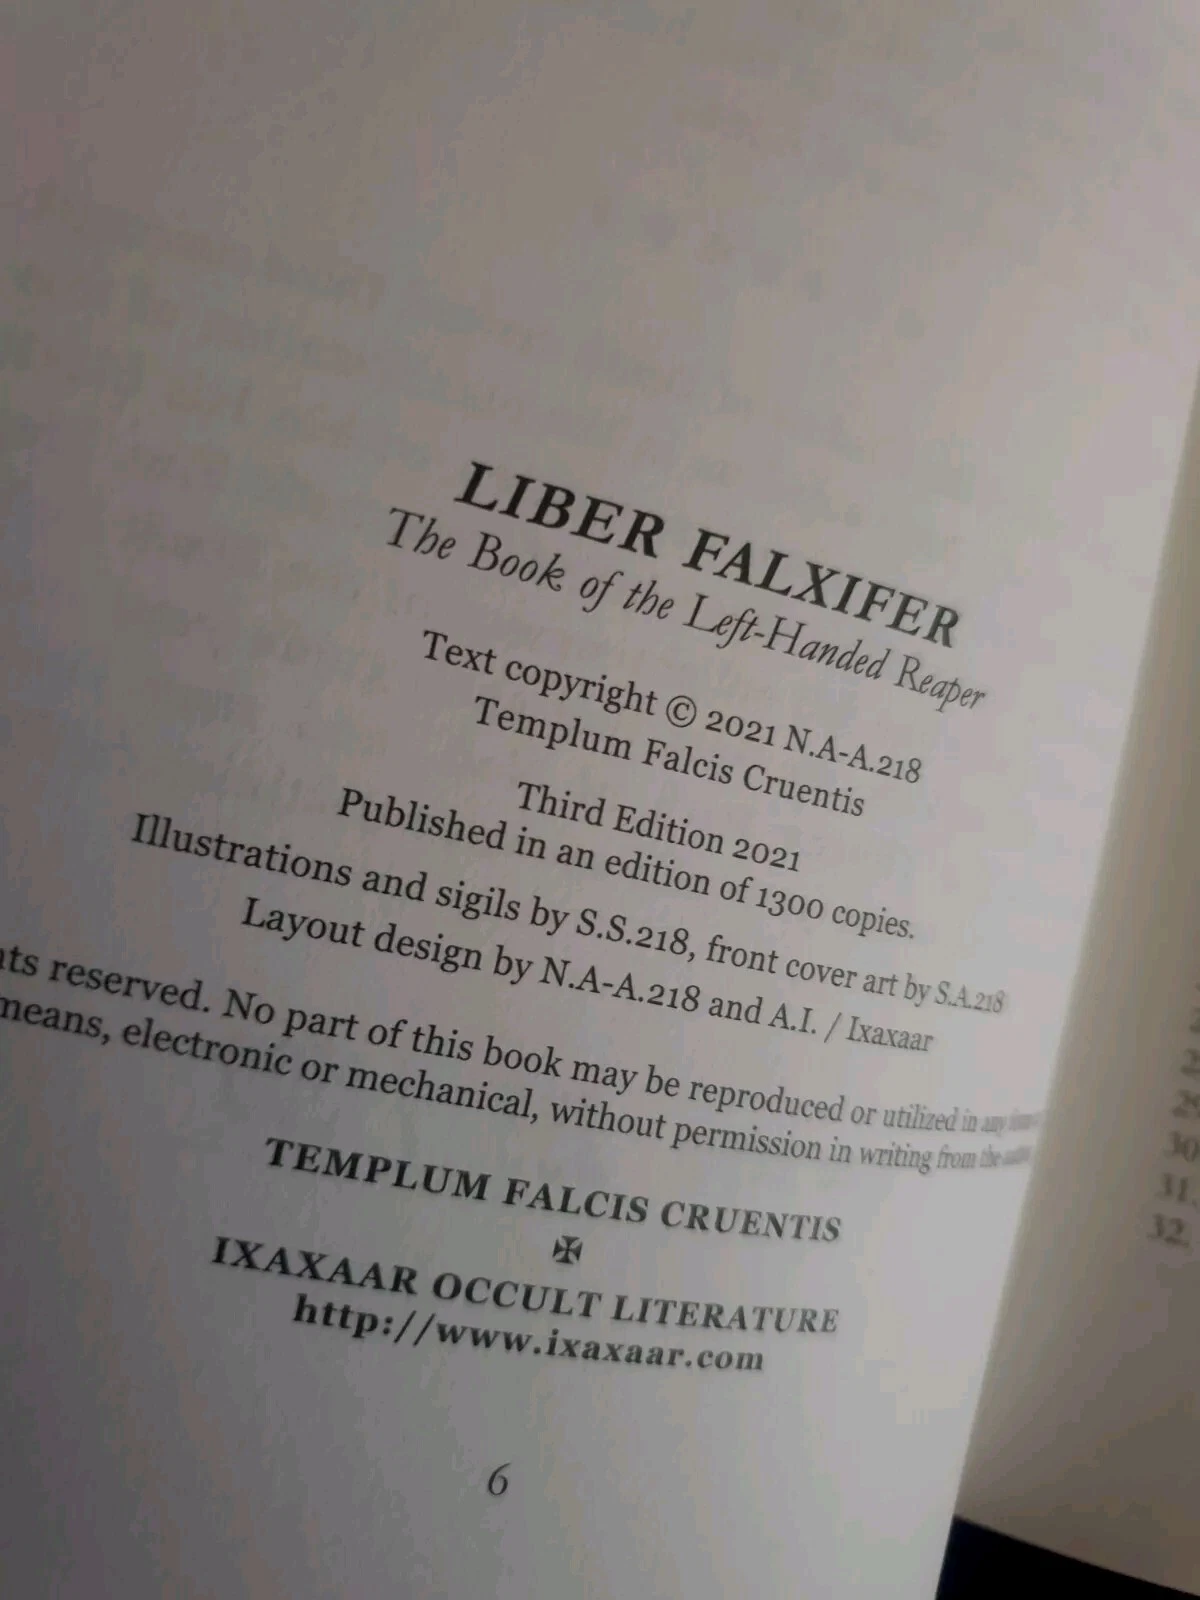 LIBER FALXIFER
The Book of the Left-Handed Reaper
Text copyright © 2021 N.A-A.218
Templum Falcis Cruentis
Third Edition 2021
Published in an edition of 1300 copies.
Illustrations and sigils by S.S.218, front cover art by S.A.218
Layout design by N.A-A.218 and A.I. / Ixaxaar
reserved. No part of this book may be reproduced or utilized in any
means, electronic or mechanical, without permission in writing from the
TEMPLUM FALCIS CRUENTIS
✠
IXAXAAR OCCULT LITERATURE
http://www.ixaxaar.com
6
30
31.
32.